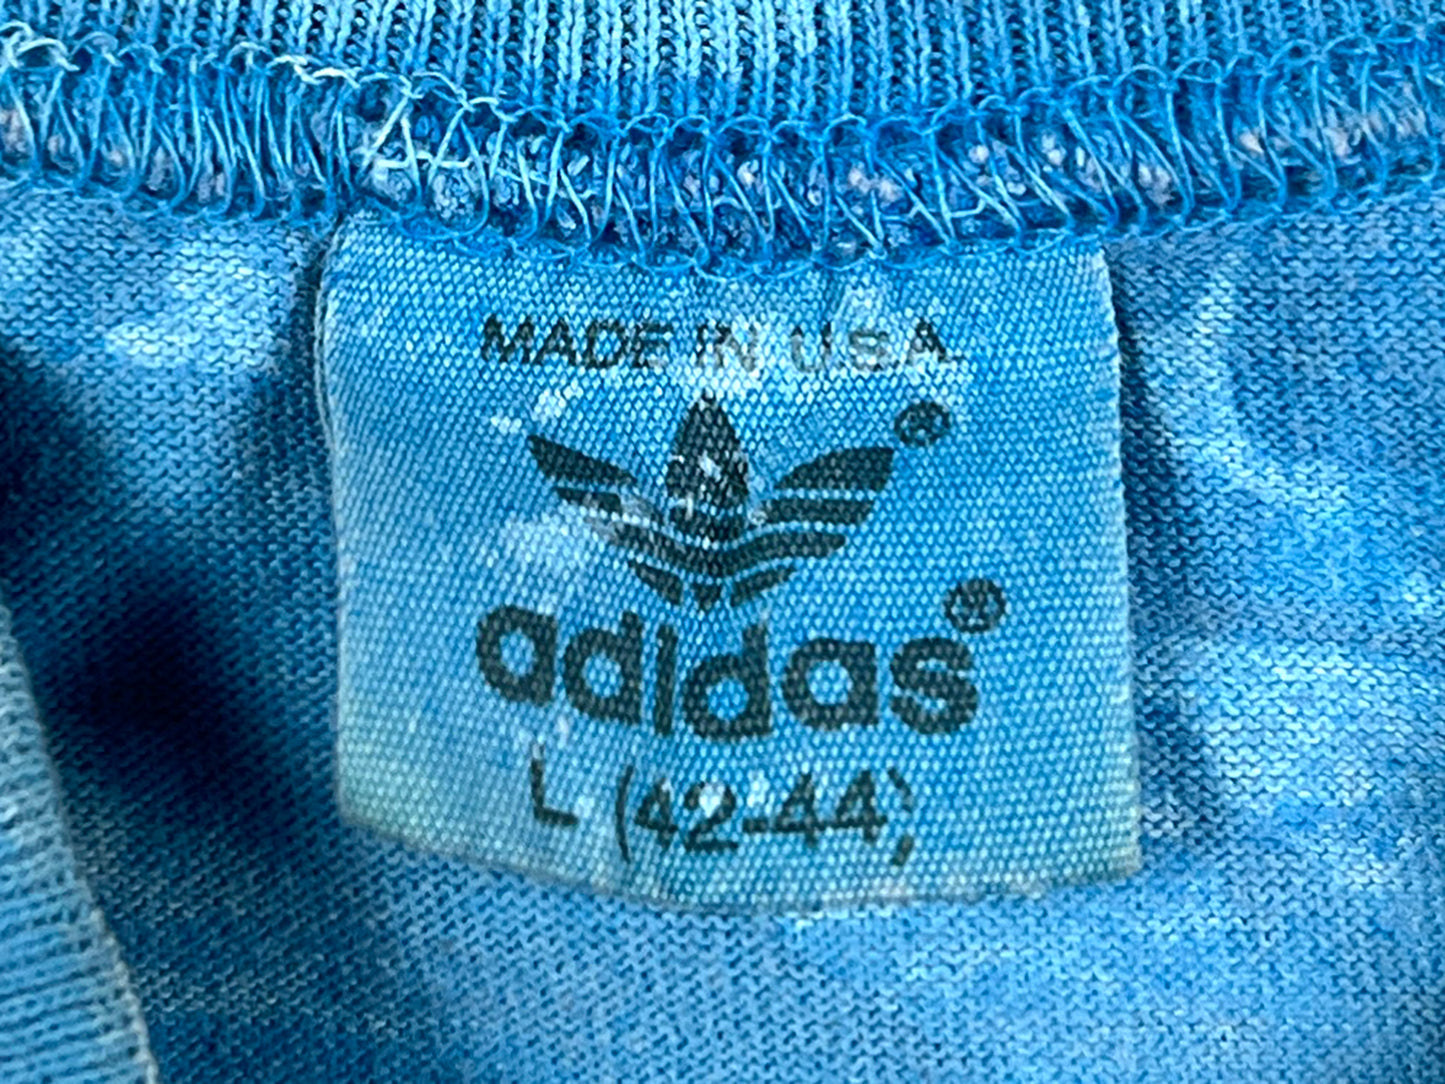 MADE IN U.S.A.
®
adidas®
L (42-44)